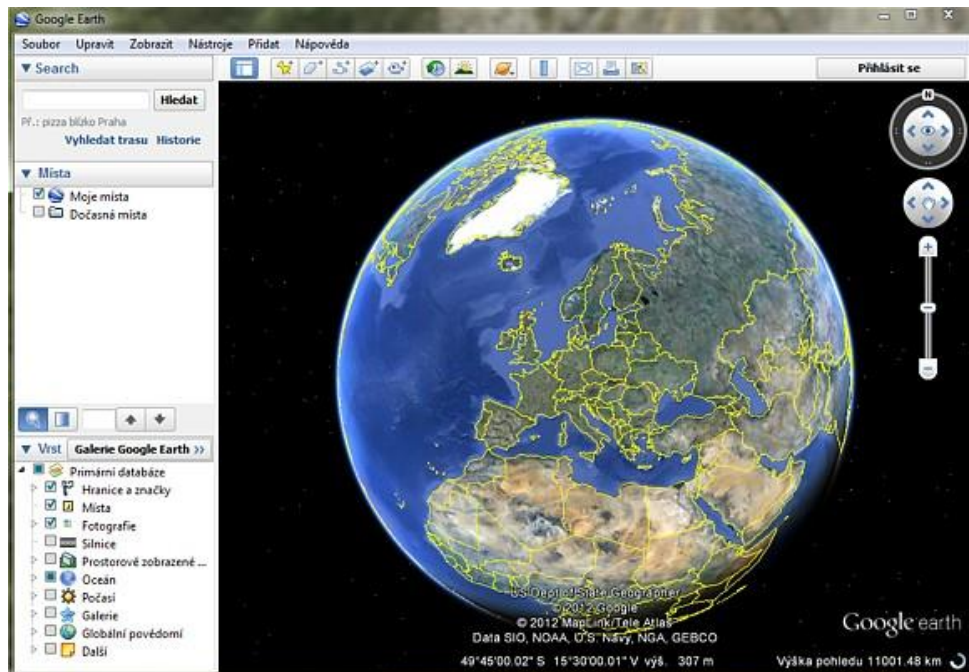 Google Earth
Soubor Upravit Zobrazit Nástroje Přidat Nápověda
▼ Search
Přihlásit se
Hledat
Př.: pizza blízko Praha
Vyhledat trasu Historie
▼ Místa
Moje místa
Dočasná místa
N
▼ Vrst Galerie Google Earth >>
Primární databáze
Hranice a značky
Místa
Fotografie
Silnice
Prostorové zobrazené ...
Oceán
Počasí
Galerie
Globální povědomí
Další
US Dept of State Geographer
© 2012 Google
© 2012 MapLink/Tele Atlas
Data SIO, NOAA, U.S. Navy, NGA, GEBCO
Google earth
49°45'00.02" S 15°30'00.01" V výš. 307 m
Výška pohledu 11001.48 km